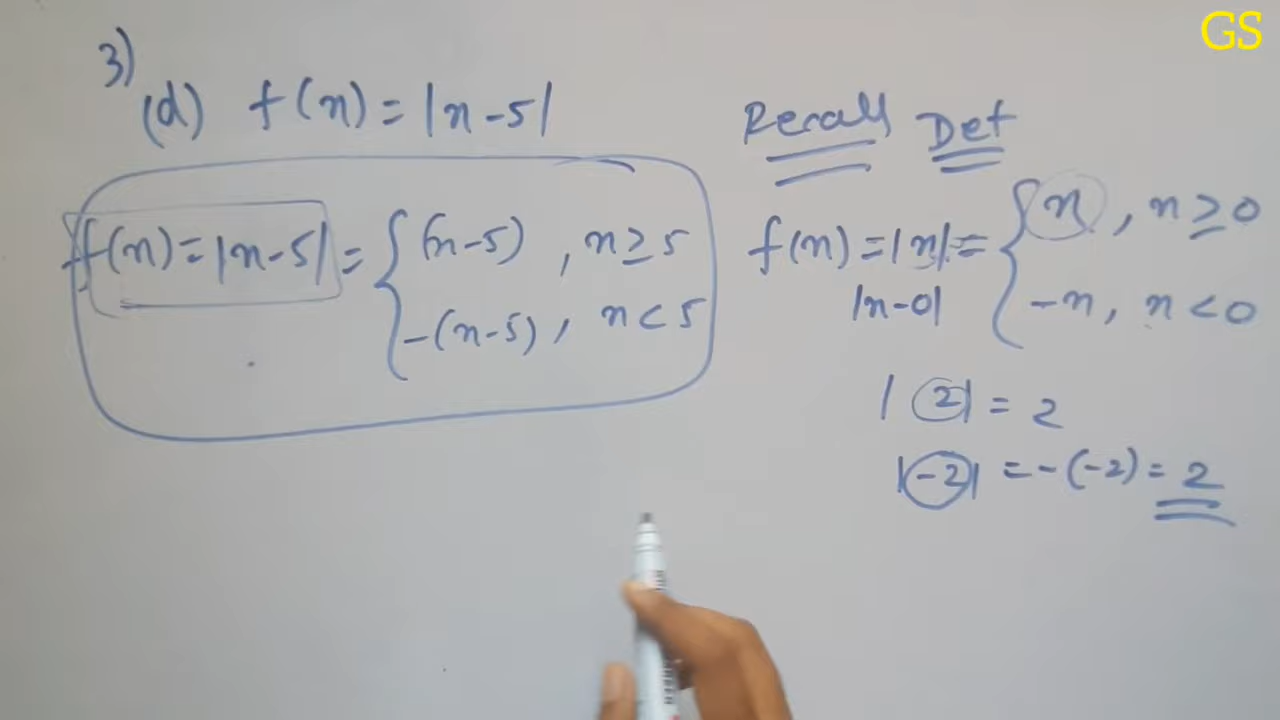 GS
3)
(d) f(x) = |x-5|
f(x) = |x-5| = { (x-5) , x ≥ 5
-(x-5) , x < 5
Recall Def
f(x) = |x| = { x , x ≥ 0
-x , x < 0
|x-0|
|2| = 2
|-2| = -(-2) = 2